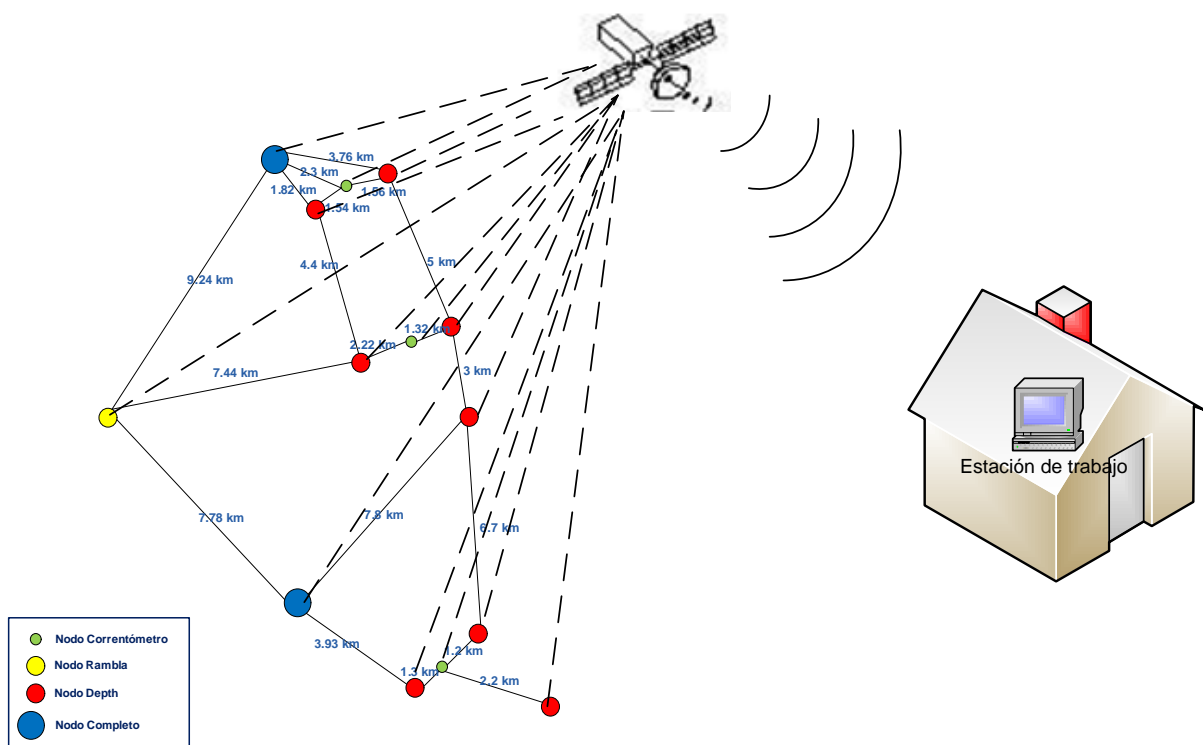 3.76 km
2.3 km
1.82 km
1.56 km
1.54 km
9.24 km
4.4 km
5 km
1.32 km
2.22 km
7.44 km
3 km
7.78 km
7.8 km
6.7 km
3.93 km
1.2 km
1.3 km
2.2 km
Estación de trabajo
Nodo Correntómetro
Nodo Rambla
Nodo Depth
Nodo Completo